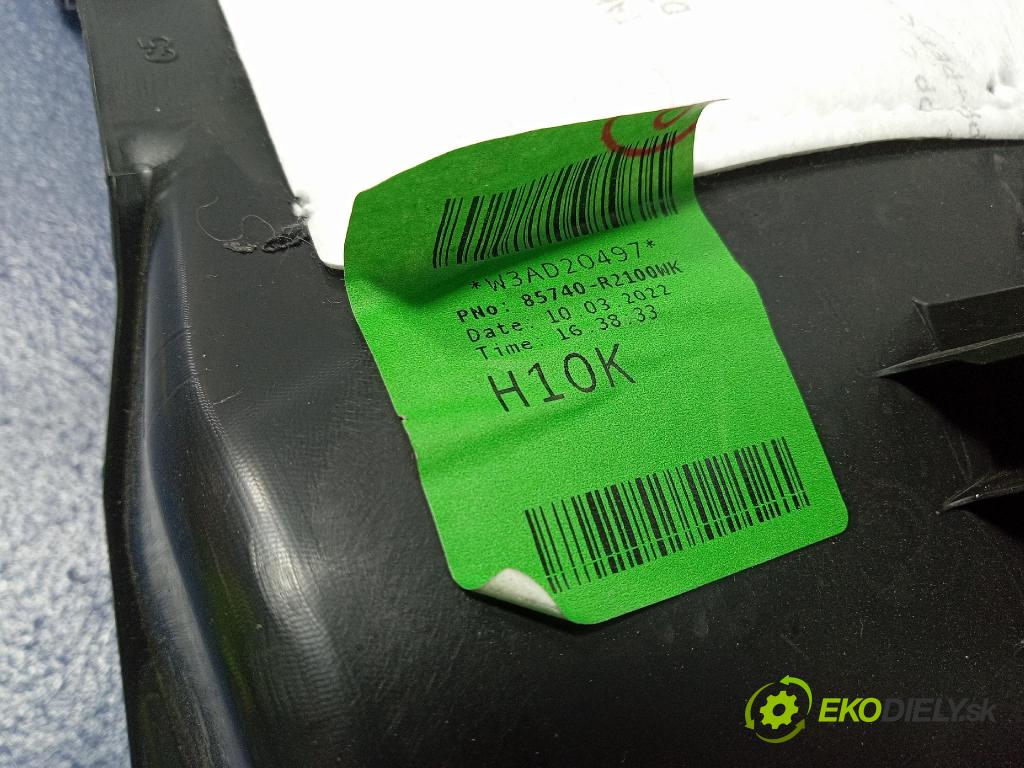 *W3AD20497*
PNo: 85740-R2100WK
Date: 10 03 2022
Time 16.38.33
H10K
EKODIELY.sk